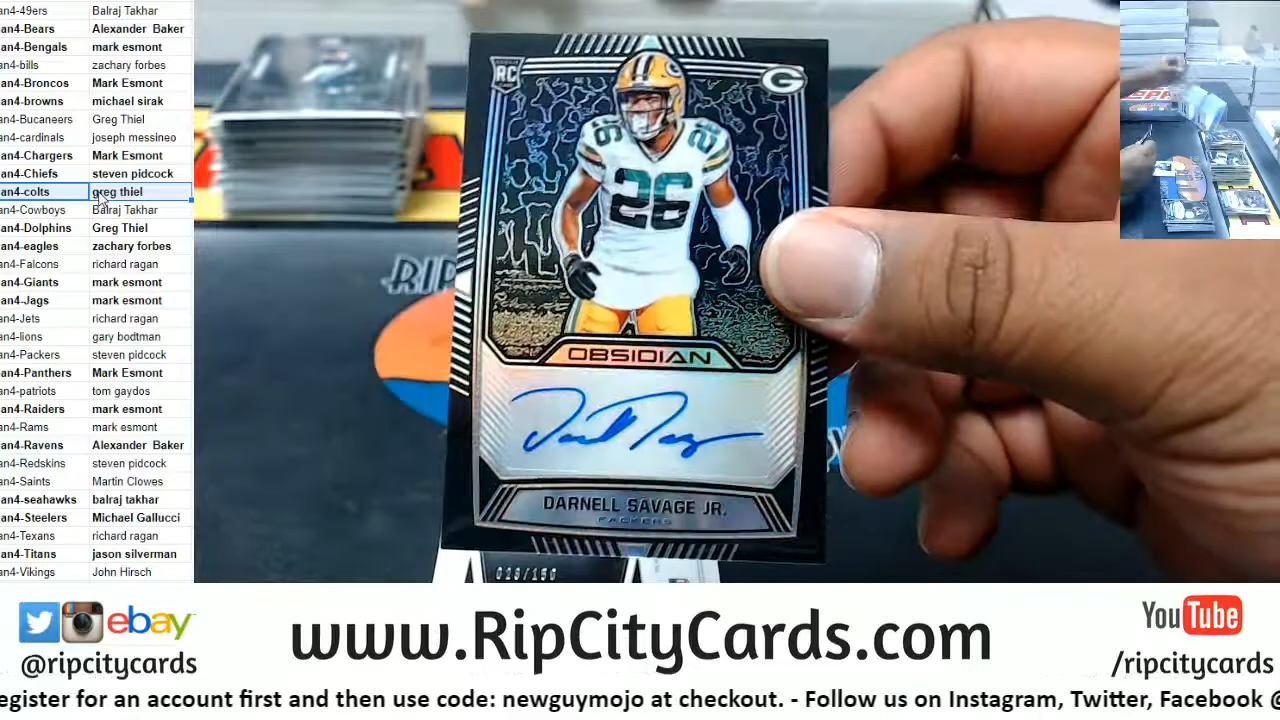 an4-49ers Balraj Takhar
an4-Bears Alexander Baker
an4-Bengals mark esmont
an4-bills zachary forbes
an4-Broncos Mark Esmont
an4-browns michael sirak
an4-Bucaneers Greg Thiel
an4-cardinals joseph messineo
an4-Chargers Mark Esmont
an4-Chiefs steven pidcock
an4-colts greg thiel
an4-Cowboys Balraj Takhar
an4-Dolphins Greg Thiel
an4-eagles zachary forbes
an4-Falcons richard ragan
an4-Giants mark esmont
an4-Jags mark esmont
an4-Jets richard ragan
an4-lions gary bodtman
an4-Packers steven pidcock
an4-Panthers Mark Esmont
an4-patriots tom gaydos
an4-Raiders mark esmont
an4-Rams mark esmont
an4-Ravens Alexander Baker
an4-Redskins steven pidcock
an4-Saints Martin Clowes
an4-seahawks balraj takhar
an4-Steelers Michael Gallucci
an4-Texans richard ragan
an4-Titans jason silverman
an4-Vikings John Hirsch
RC
G
26
26
26
OBSIDIAN
DARNELL SAVAGE JR.
PACKERS
RIP
ebay
@ripcitycards
www.RipCityCards.com
YouTube
/ripcitycards
egister for an account first and then use code: newguymojo at checkout. - Follow us on Instagram, Twitter, Facebook @